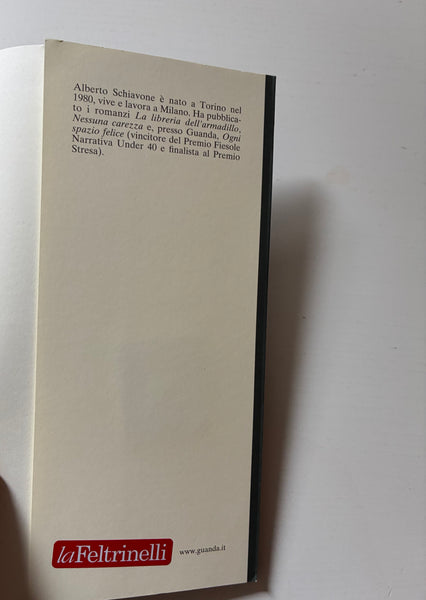 Alberto Schiavone è nato a Torino nel
1980, vive e lavora a Milano. Ha pubblica-
to i romanzi La libreria dell'armadillo,
Nessuna carezza e, presso Guanda, Ogni
spazio felice (vincitore del Premio Fiesole
Narrativa Under 40 e finalista al Premio
Stresa).
laFeltrinelli
www.guanda.it